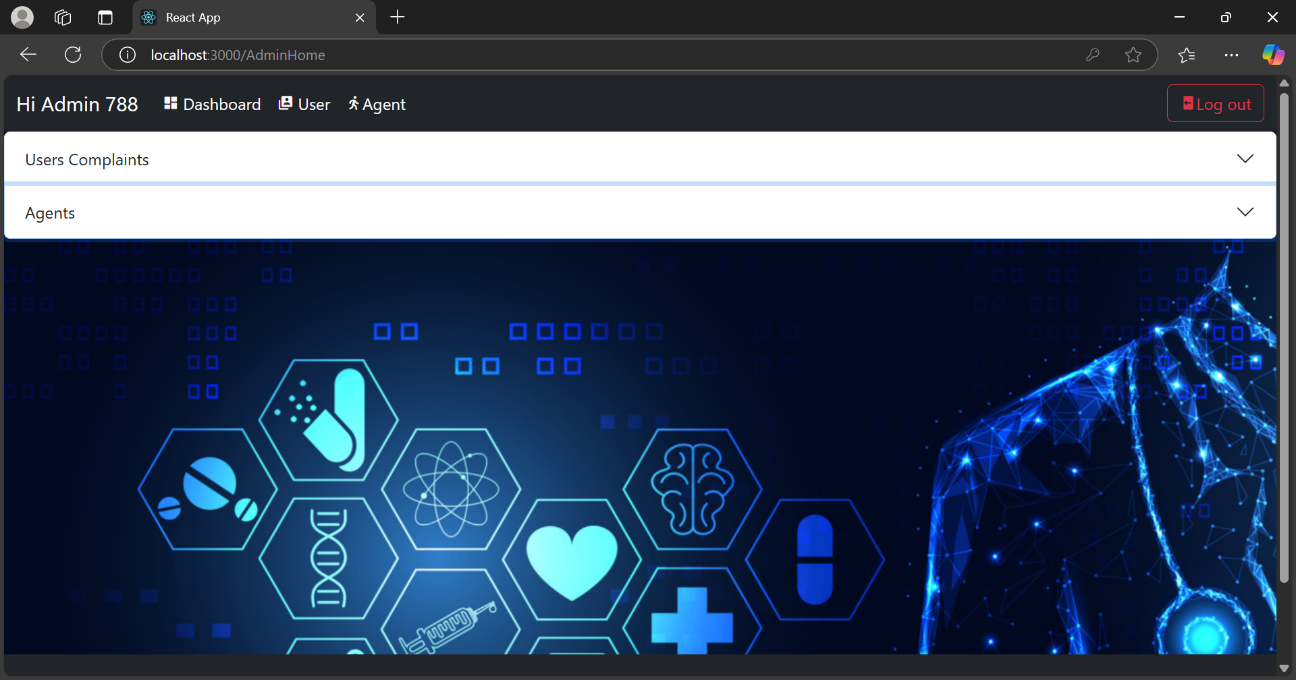 React App
localhost:3000/AdminHome
Hi Admin 788 Dashboard User Agent Log out
Users Complaints
Agents